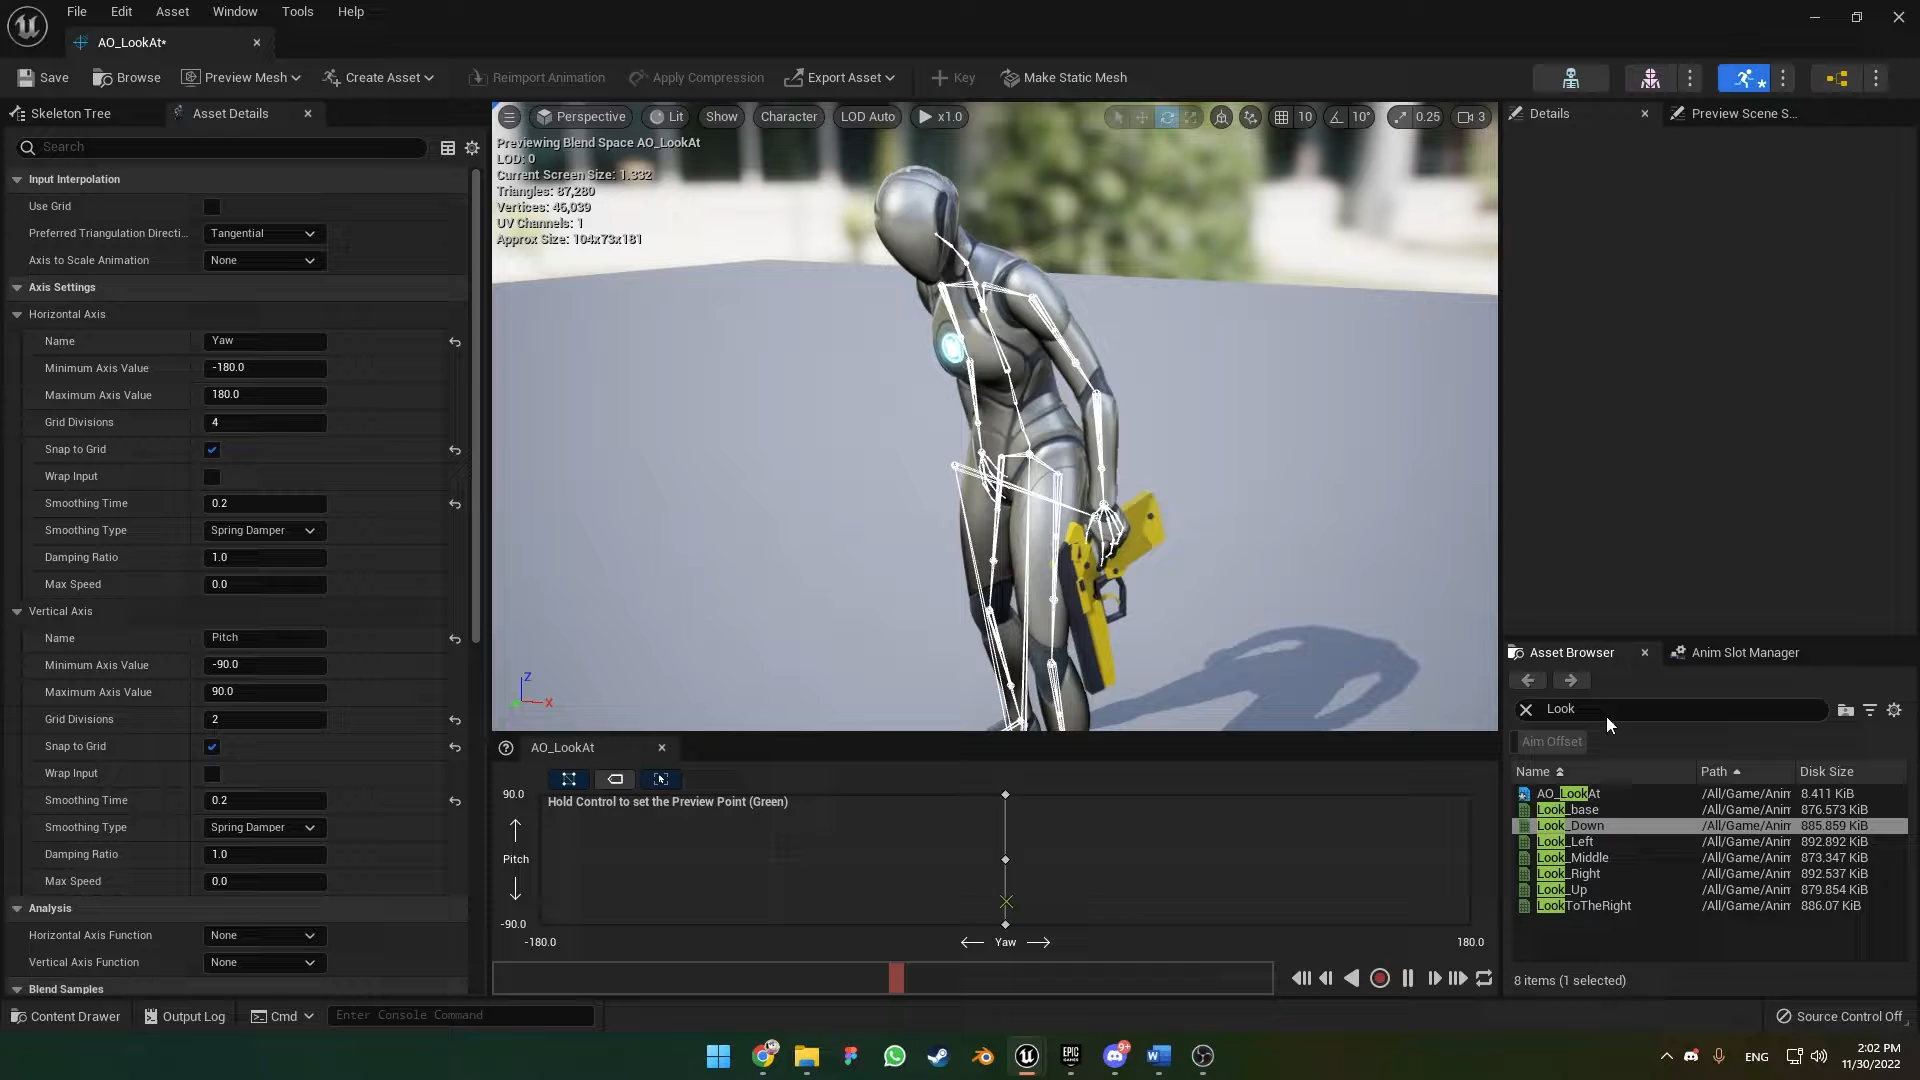 File Edit Asset Window Tools Help
AO_LookAt*
Save Browse Preview Mesh Create Asset Reimport Animation Apply Compression Export Asset Key Make Static Mesh
Skeleton Tree Asset Details
Search
Input Interpolation
Use Grid
Preferred Triangulation Directi... Tangential
Axis to Scale Animation None
Axis Settings
Horizontal Axis
Name Yaw
Minimum Axis Value -180.0
Maximum Axis Value 180.0
Grid Divisions 4
Snap to Grid
Wrap Input
Smoothing Time 0.2
Smoothing Type Spring Damper
Damping Ratio 1.0
Max Speed 0.0
Vertical Axis
Name Pitch
Minimum Axis Value -90.0
Maximum Axis Value 90.0
Grid Divisions 2
Snap to Grid
Wrap Input
Smoothing Time 0.2
Smoothing Type Spring Damper
Damping Ratio 1.0
Max Speed 0.0
Analysis
Horizontal Axis Function None
Vertical Axis Function None
Blend Samples
Perspective Lit Show Character LOD Auto x1.0 10 10° 0.25 3
Previewing Blend Space AO_LookAt
LOD: 0
Current Screen Size: 1.332
Triangles: 87,280
Vertices: 46,039
UV Channels: 1
Approx Size: 104x73x181
Z
X
AO_LookAt
90.0
Hold Control to set the Preview Point (Green)
Pitch
-90.0
-180.0 Yaw 180.0
Details Preview Scene S...
Asset Browser Anim Slot Manager
Look
Aim Offset
Name Path Disk Size
AO_LookAt /All/Game/Anim 8.411 KiB
Look_base /All/Game/Anim 876.573 KiB
Look_Down /All/Game/Anim 885.859 KiB
Look_Left /All/Game/Anim 892.892 KiB
Look_Middle /All/Game/Anim 873.347 KiB
Look_Right /All/Game/Anim 892.537 KiB
Look_Up /All/Game/Anim 879.854 KiB
LookToTheRight /All/Game/Anim 886.07 KiB
8 items (1 selected)
Content Drawer Output Log Cmd Enter Console Command Source Control Off
EPIC GAMES
9+
ENG
2:02 PM
11/30/2022